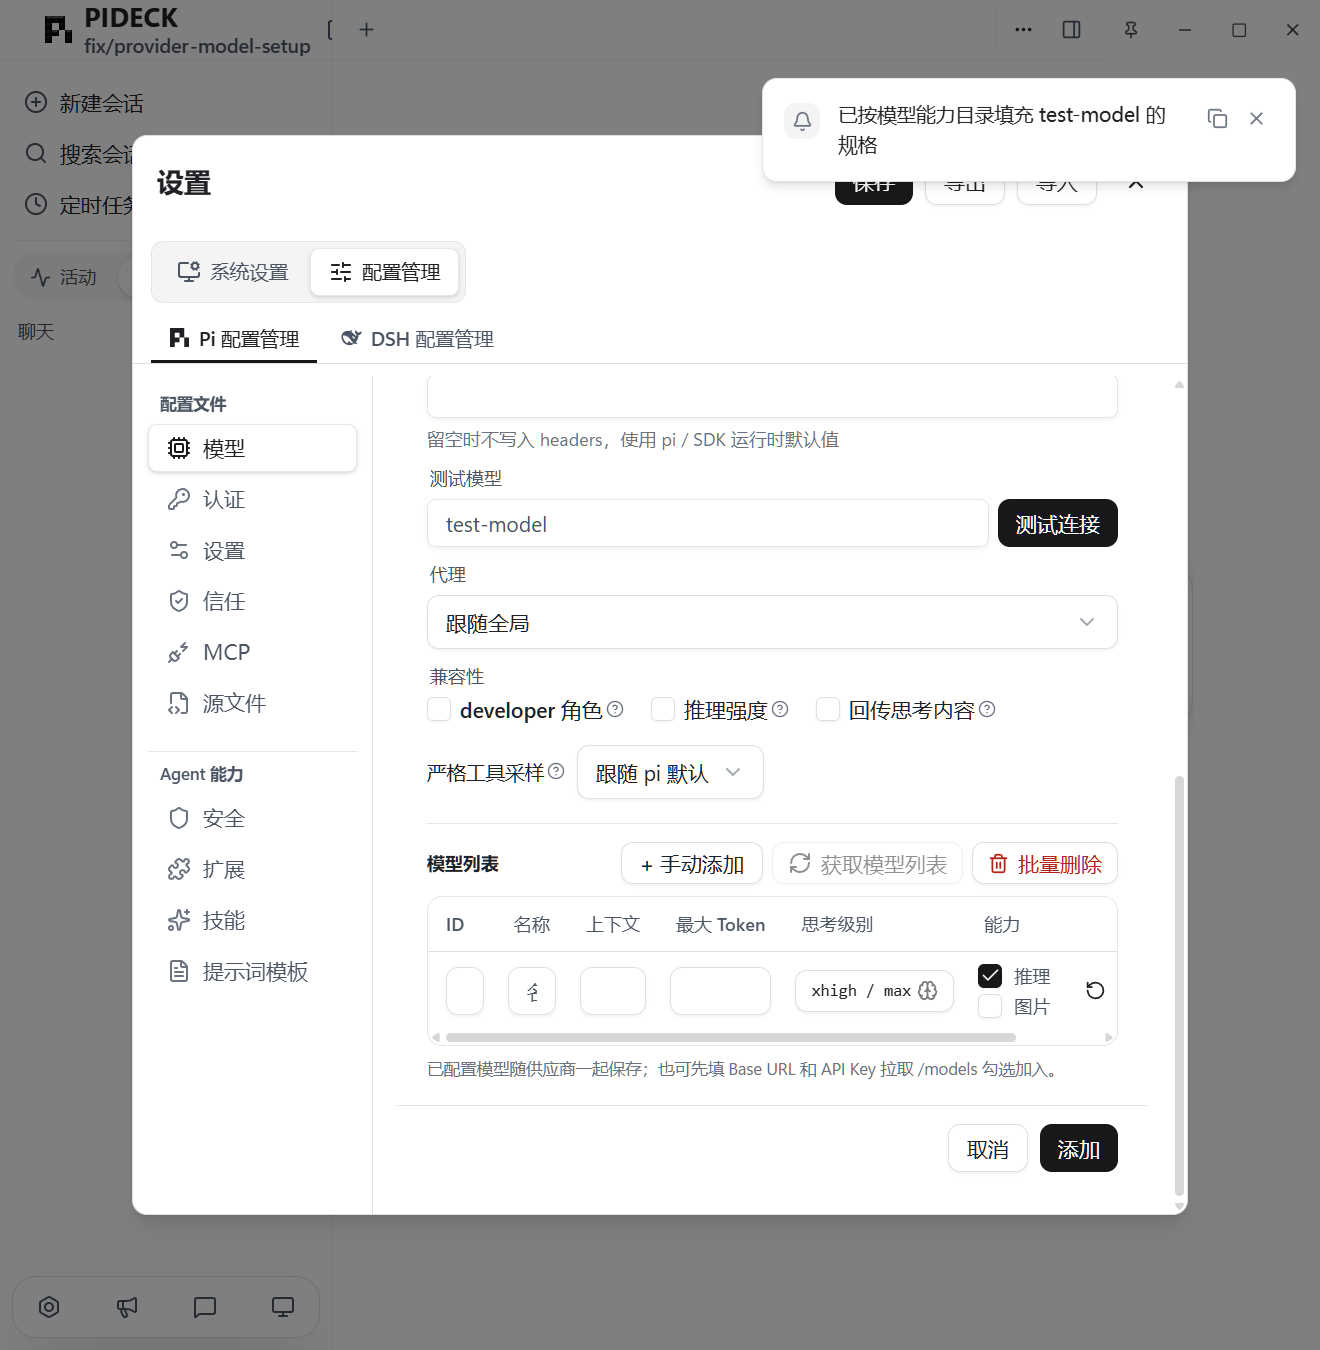 PIDECK
fix/provider-model-setup
新建会话
搜索会
定时任
活动
聊天
已按模型能力目录填充 test-model 的
规格
设置
保存
导出
导入
系统设置
配置管理
Pi 配置管理
DSH 配置管理
配置文件
模型
认证
设置
信任
MCP
源文件
Agent 能力
安全
扩展
技能
提示词模板
留空时不写入 headers，使用 pi / SDK 运行时默认值
测试模型
test-model
测试连接
代理
跟随全局
兼容性
developer 角色
推理强度
回传思考内容
严格工具采样
跟随 pi 默认
模型列表
+ 手动添加
获取模型列表
批量删除
ID
名称
上下文
最大 Token
思考级别
能力
xhigh / max
推理
图片
已配置模型随供应商一起保存；也可先填 Base URL 和 API Key 拉取 /models 勾选加入。
取消
添加